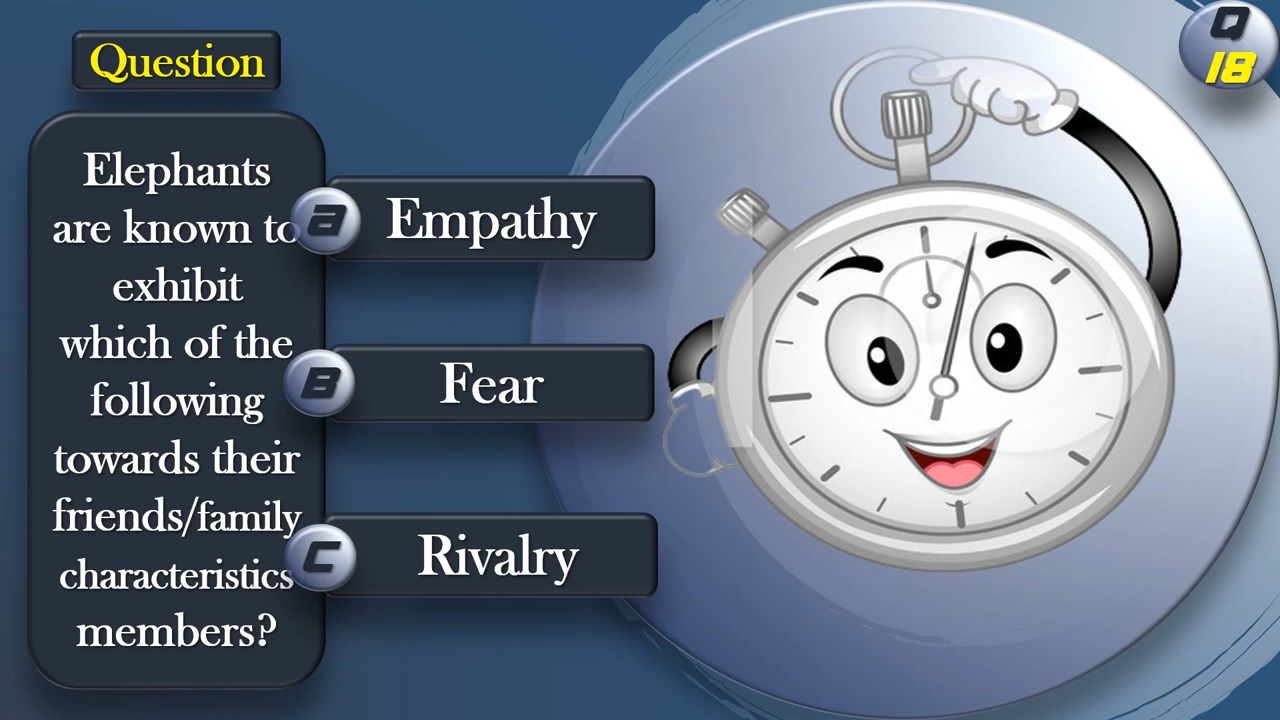 Question
Q
18
Elephants
are known to
exhibit
which of the
following
towards their
friends/family
characteristics
members?
a Empathy
B Fear
C Rivalry